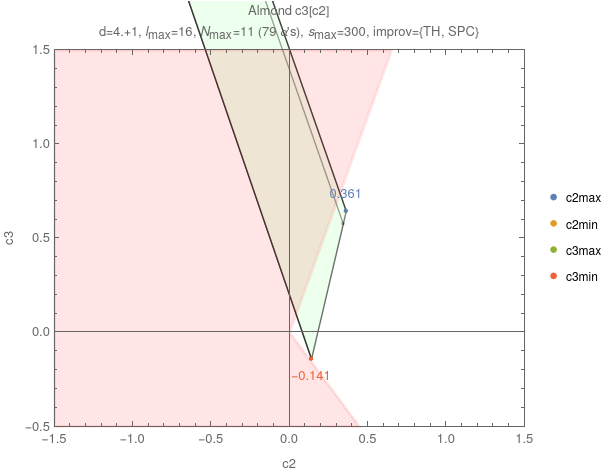 Almond c3[c2]
d=4.+1, lmax=16, Nmax=11 (79 α's), smax=300, improv={TH, SPC}
1.5
1.0
0.5
0.0
−0.5
c3
0.361
−0.141
−1.5 −1.0 −0.5 0.0 0.5 1.0 1.5
c2
c2max
c2min
c3max
c3min